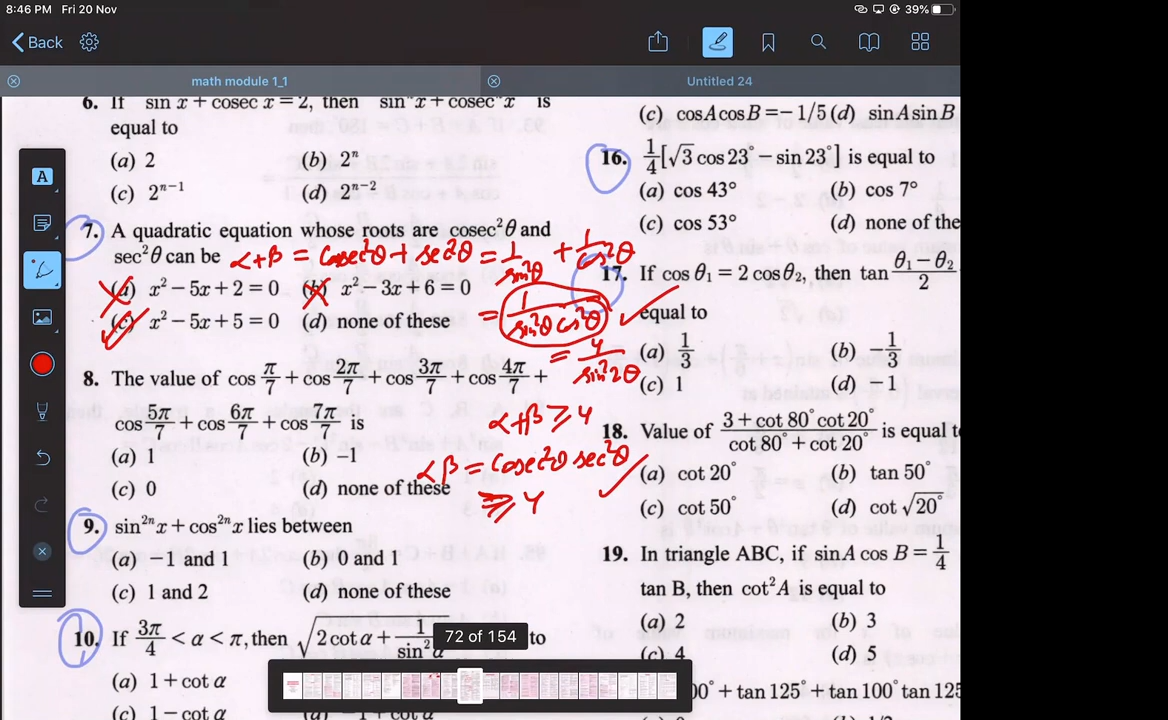 8:46 PM Fri 20 Nov
39%
Back
math module 1_1
Untitled 24
6. If sin x + cosec x = 2, then sinⁿx + cosecⁿx is
equal to
(a) 2 (b) 2ⁿ
(c) 2ⁿ⁻¹ (d) 2ⁿ⁻²
7. A quadratic equation whose roots are cosec²θ and
sec²θ can be
α+β = cosec²θ + sec²θ = 1/sin²θ + 1/cos²θ
(a) x² − 5x + 2 = 0 (b) x² − 3x + 6 = 0
= 1/sin²θ cos²θ
(c) x² − 5x + 5 = 0 (d) none of these
= 4/sin²2θ
8. The value of cos π/7 + cos 2π/7 + cos 3π/7 + cos 4π/7 +
cos 5π/7 + cos 6π/7 + cos 7π/7 is
α+β ≥ 4
(a) 1 (b) −1
αβ = cosec²θ sec²θ
(c) 0 (d) none of these
≥ 4
9. sin²ⁿx + cos²ⁿx lies between
(a) −1 and 1 (b) 0 and 1
(c) 1 and 2 (d) none of these
10. If 3π/4 < α < π, then √(2 cot α + 1/sin²α) to
72 of 154
(a) 1 + cot α
(c) 1 − cot α −1 + cot α
(c) cos A cos B = − 1/5 (d) sin A sin B
16. 1/4[√3 cos 23° − sin 23°] is equal to
(a) cos 43° (b) cos 7°
(c) cos 53° (d) none of the
17. If cos θ₁ = 2 cos θ₂, then tan θ₁ − θ₂/2
equal to
(a) 1/3 (b) −1/3
(c) 1 (d) −1
18. Value of 3 + cot 80° cot 20°/cot 80° + cot 20° is equal
(a) cot 20° (b) tan 50°
(c) cot 50° (d) cot √20°
19. In triangle ABC, if sin A cos B = 1/4
tan B, then cot²A is equal to
(a) 2 (b) 3
(c) 4 (d) 5
00° + tan 125° + tan 100° tan 125